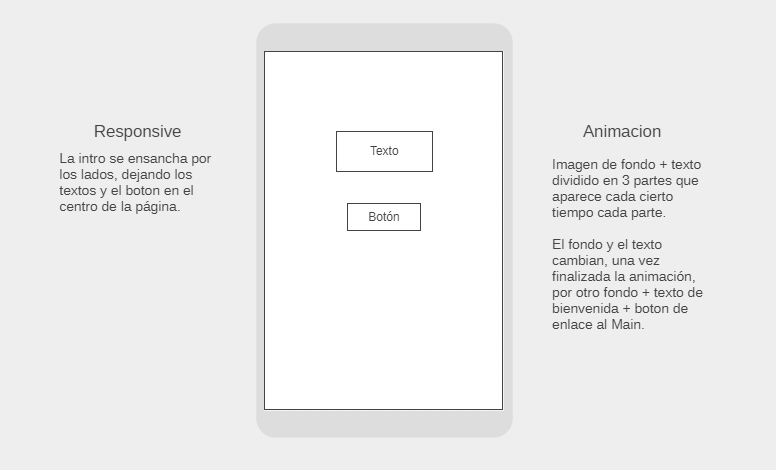 Responsive
La intro se ensancha por
los lados, dejando los
textos y el boton en el
centro de la página.
Texto
Botón
Animacion
Imagen de fondo + texto
dividido en 3 partes que
aparece cada cierto
tiempo cada parte.
El fondo y el texto
cambian, una vez
finalizada la animación,
por otro fondo + texto de
bienvenida + boton de
enlace al Main.